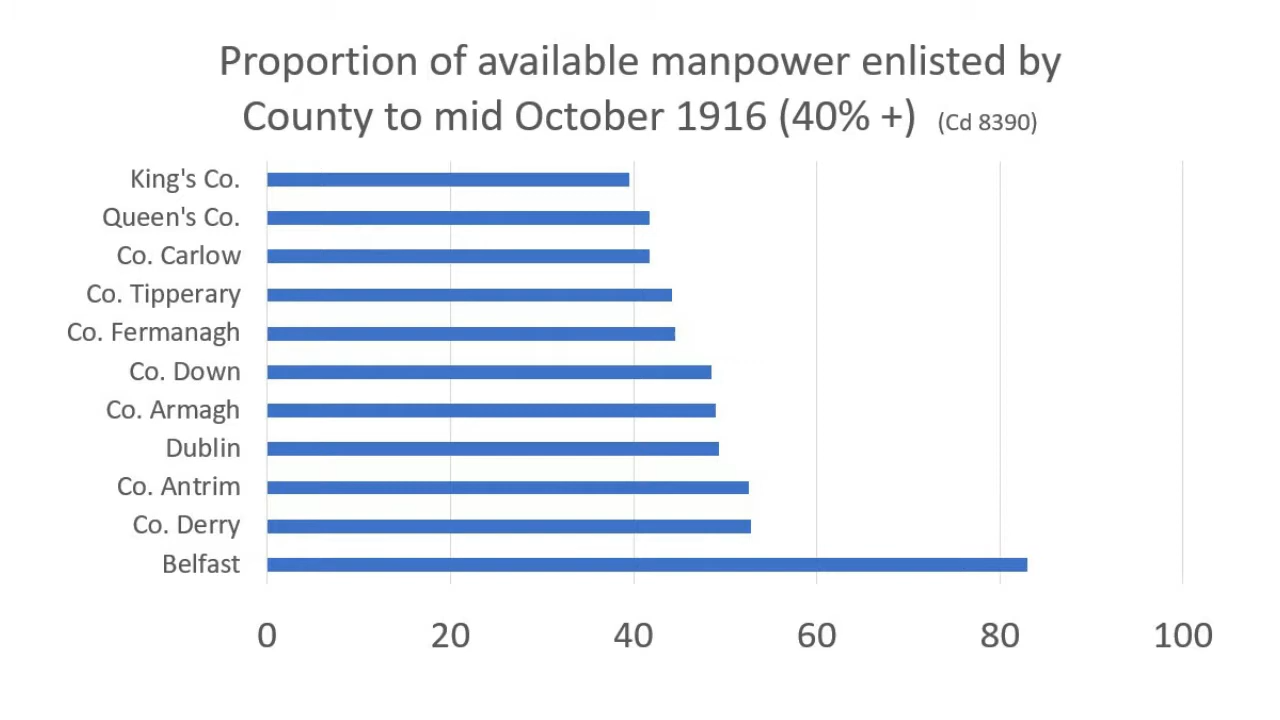 Proportion of available manpower enlisted by
County to mid October 1916 (40% +) (Cd 8390)
King's Co.
Queen's Co.
Co. Carlow
Co. Tipperary
Co. Fermanagh
Co. Down
Co. Armagh
Dublin
Co. Antrim
Co. Derry
Belfast
0 20 40 60 80 100